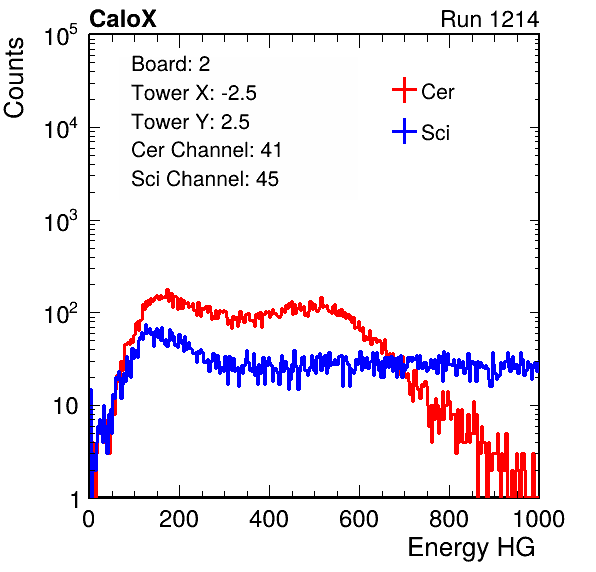 CaloX Run 1214
Counts
Board: 2
Tower X: -2.5
Tower Y: 2.5
Cer Channel: 41
Sci Channel: 45
Cer
Sci
10^5
10^4
10^3
10^2
10
1
0 200 400 600 800 1000
Energy HG